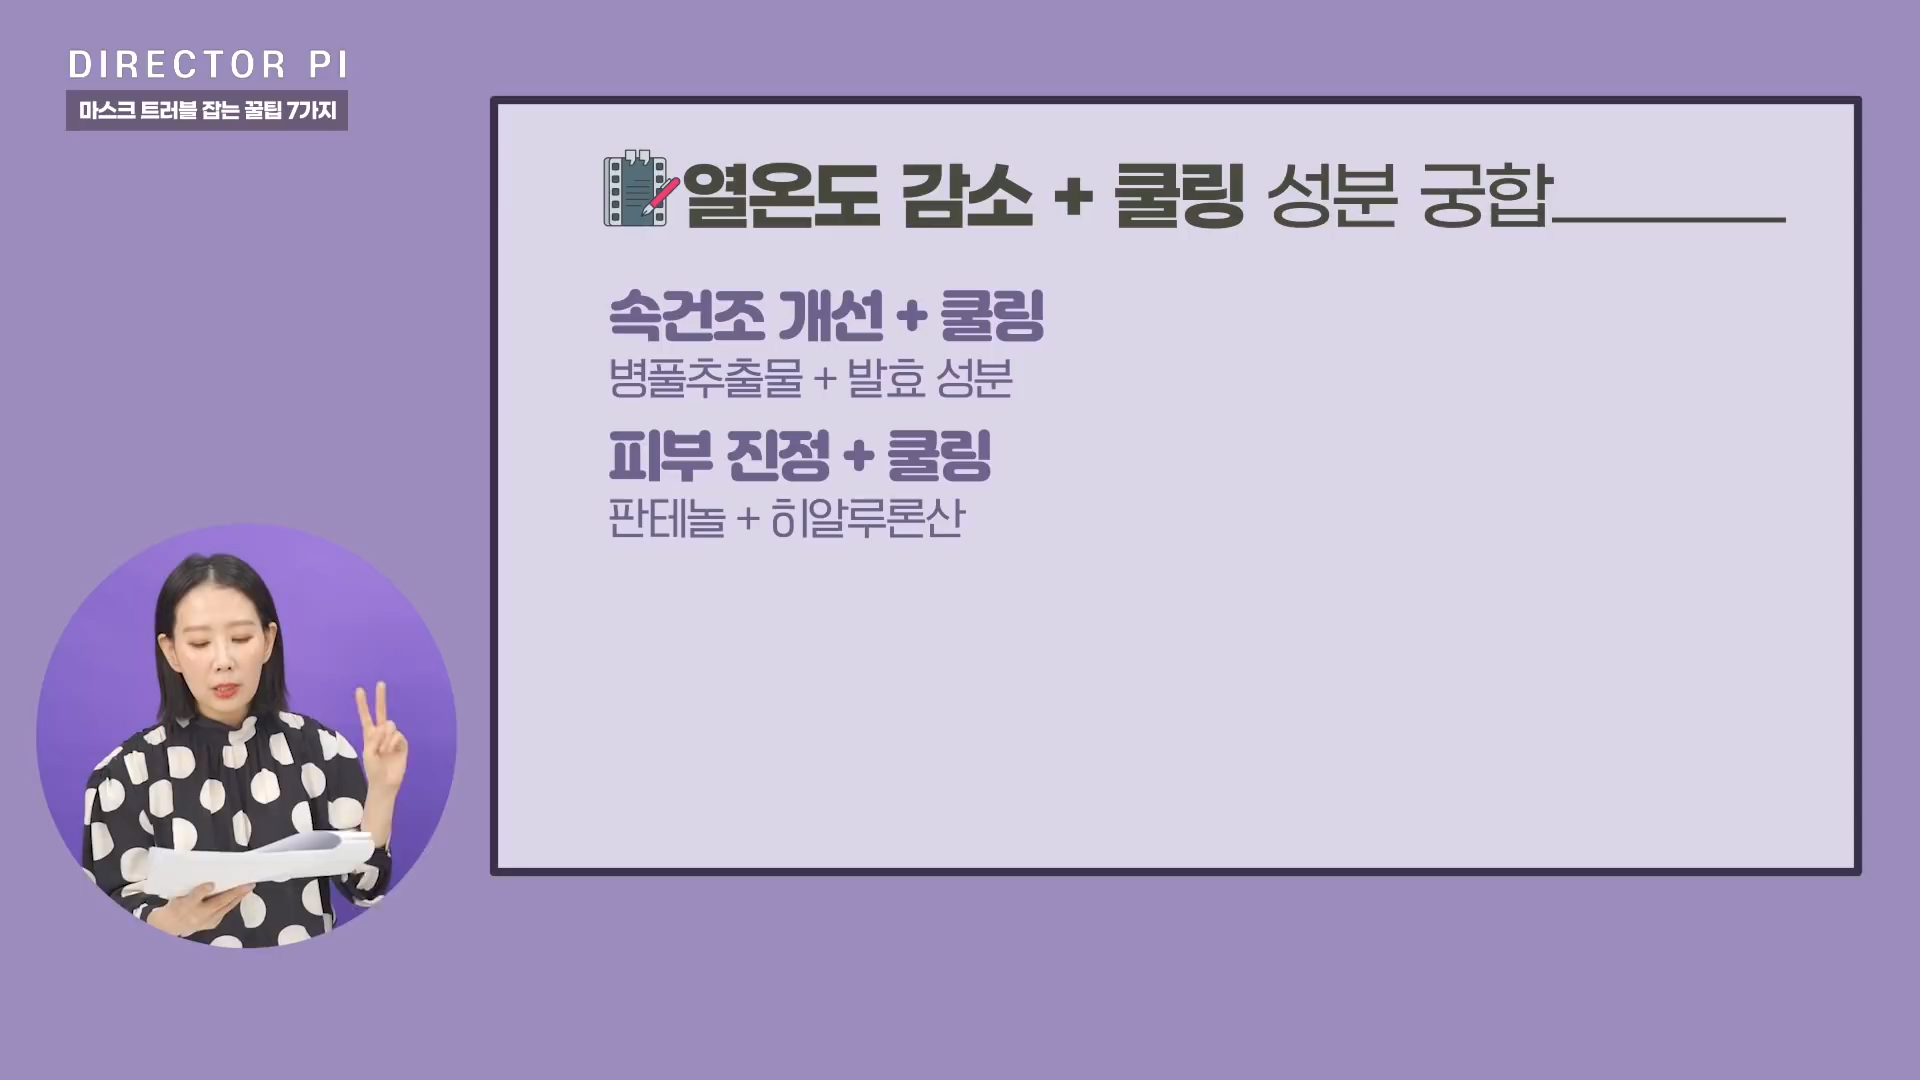 DIRECTOR PI
마스크 트러블 잡는 꿀팁 7가지
열온도 감소 + 쿨링 성분 궁합
속건조 개선 + 쿨링
병풀추출물 + 발효 성분
피부 진정 + 쿨링
판테놀 + 히알루론산